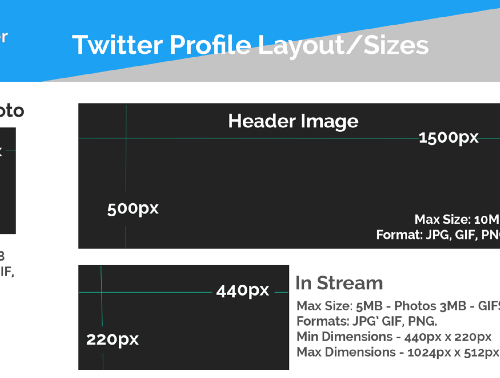 er
Twitter Profile Layout/Sizes
oto
Header Image
1500px
500px
Max Size: 10M
Format: JPG, GIF, PN
B
IF,
440px
220px
In Stream
Max Size: 5MB - Photos 3MB - GIFS
Formats: JPG' GIF, PNG.
Min Dimensions - 440px x 220px
Max Dimensions - 1024px x 512px